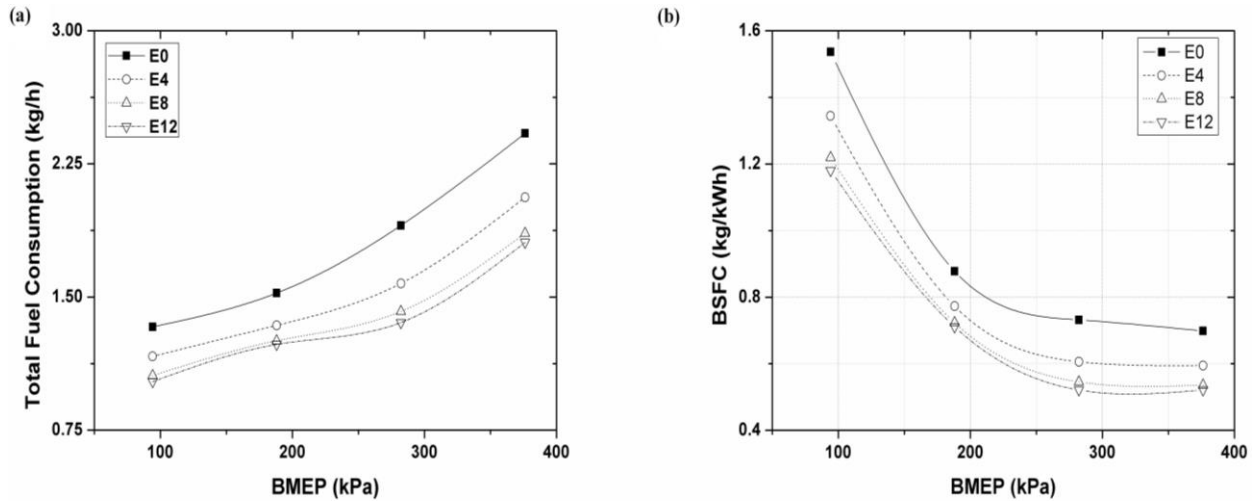 (a)
3.00
2.25
1.50
0.75
Total Fuel Consumption (kg/h)
E0
E4
E8
E12
100
200
300
400
BMEP (kPa)
(b)
1.6
1.2
0.8
0.4
BSFC (kg/kWh)
E0
E4
E8
E12
100
200
300
400
BMEP (kPa)